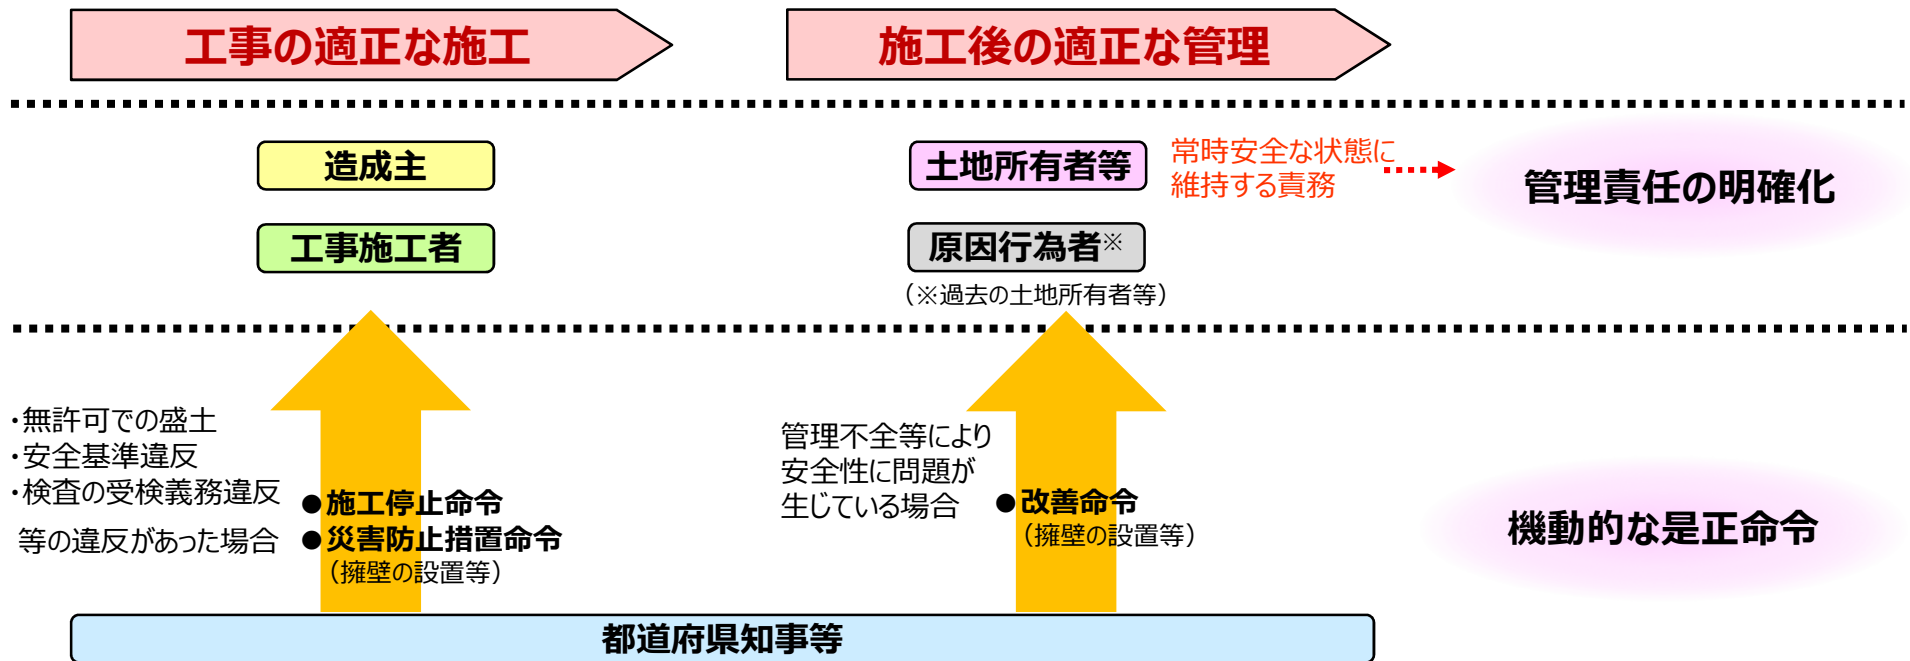 工事の適正な施工
施工後の適正な管理
造成主
土地所有者等
常時安全な状態に
維持する責務
管理責任の明確化
工事施工者
原因行為者※
（※過去の土地所有者等）
・無許可での盛土
・安全基準違反
・検査の受検義務違反
等の違反があった場合
●施工停止命令
●災害防止措置命令
（擁壁の設置等）
管理不全等により
安全性に問題が
生じている場合
●改善命令
（擁壁の設置等）
機動的な是正命令
都道府県知事等